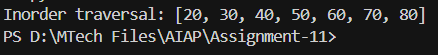 Inorder traversal: [20, 30, 40, 50, 60, 70, 80]
PS D:\MTech Files\AIAP\Assignment-11>